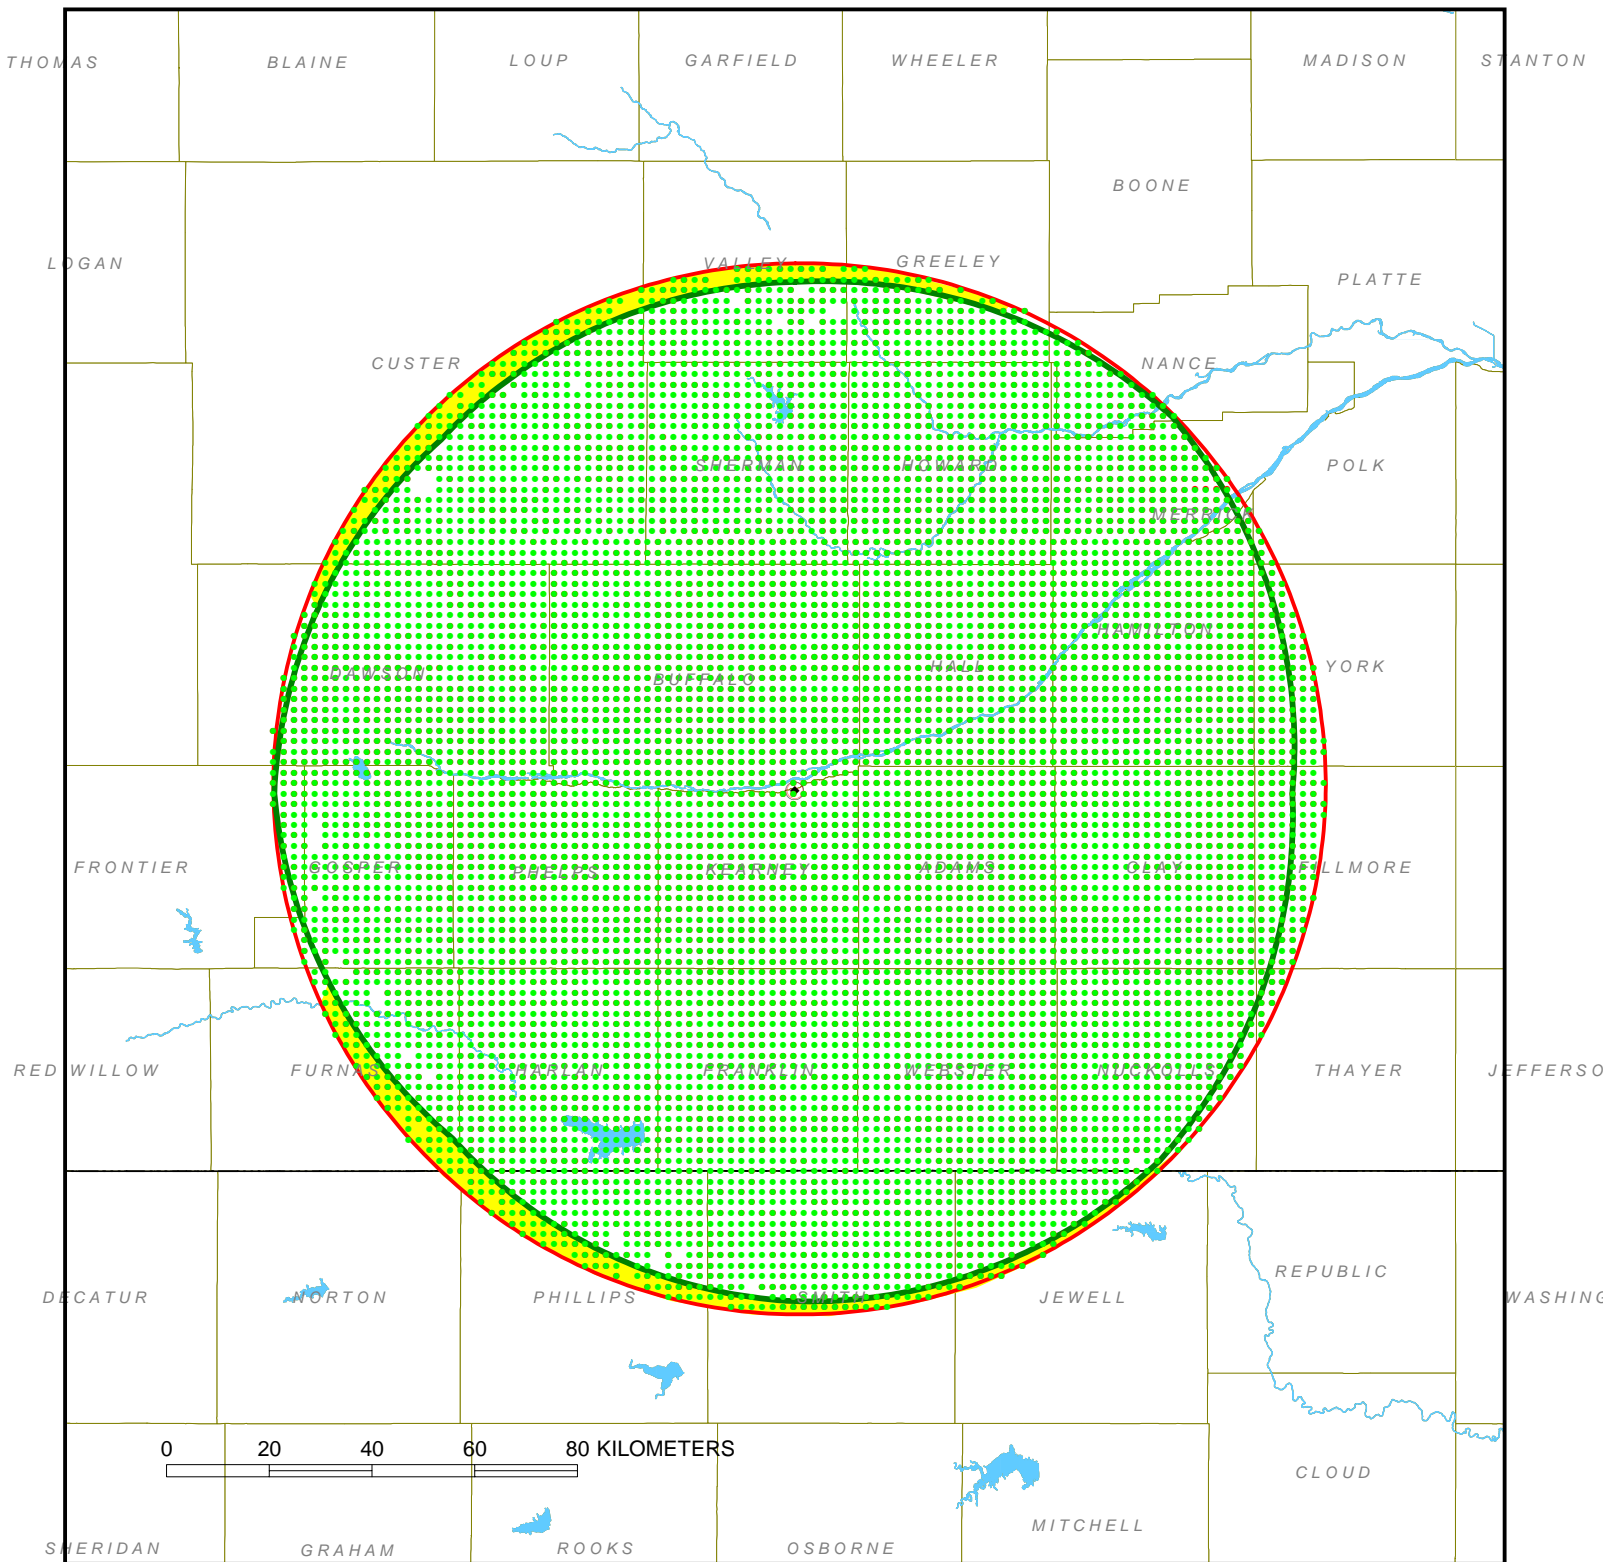 THOMAS
BLAINE
LOUP
GARFIELD
WHEELER
MADISON
STANTON
BOONE
LOGAN
VALLEY
GREELEY
PLATTE
CUSTER
NANCE
SHERMAN
HOWARD
POLK
MERRICK
HAMILTON
DAWSON
BUFFALO
HALL
YORK
FRONTIER
GOSPER
PHELPS
KEARNEY
ADAMS
CLAY
FILLMORE
RED WILLOW
FURNAS
HARLAN
FRANKLIN
WEBSTER
NUCKOLLS
THAYER
JEFFERSO
DECATUR
NORTON
PHILLIPS
SMITH
JEWELL
REPUBLIC
WASHING
0 20 40 60 80 KILOMETERS
CLOUD
MITCHELL
SHERIDAN
GRAHAM
ROOKS
OSBORNE